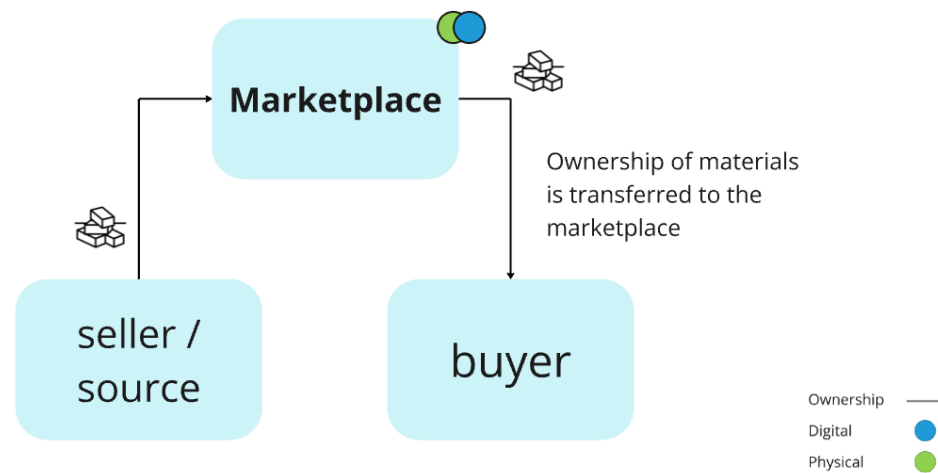 Marketplace
Ownership of materials
is transferred to the
marketplace
seller /
source
buyer
Ownership
Digital
Physical